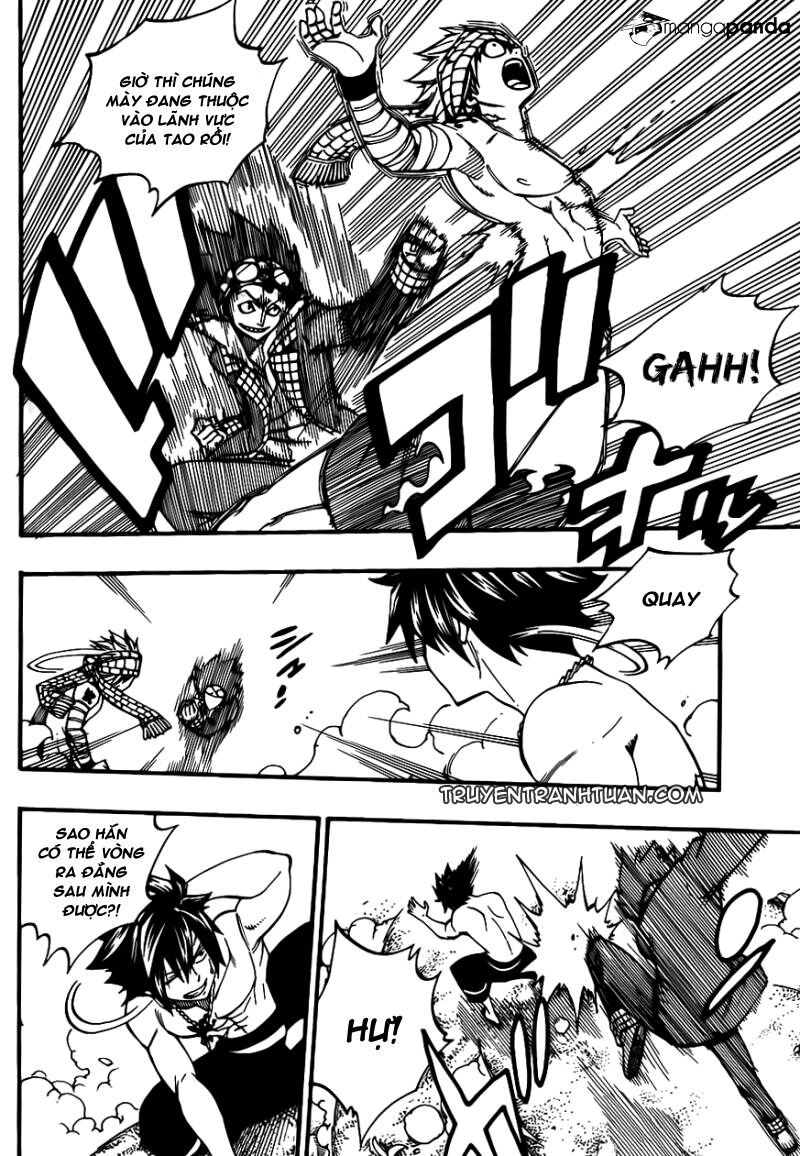 mangapanda
GIỜ THÌ CHÚNG
MÀY ĐANG THUỘC
VÀO LÃNH VỰC
CỦA TAO RỒI!
GAHH!
QUAY
TRUYENTRANHTUAN.COM
SAO HẮN
CÓ THỂ VÒNG
RA ĐẰNG
SAU MÌNH
ĐƯỢC?!
HỰ?